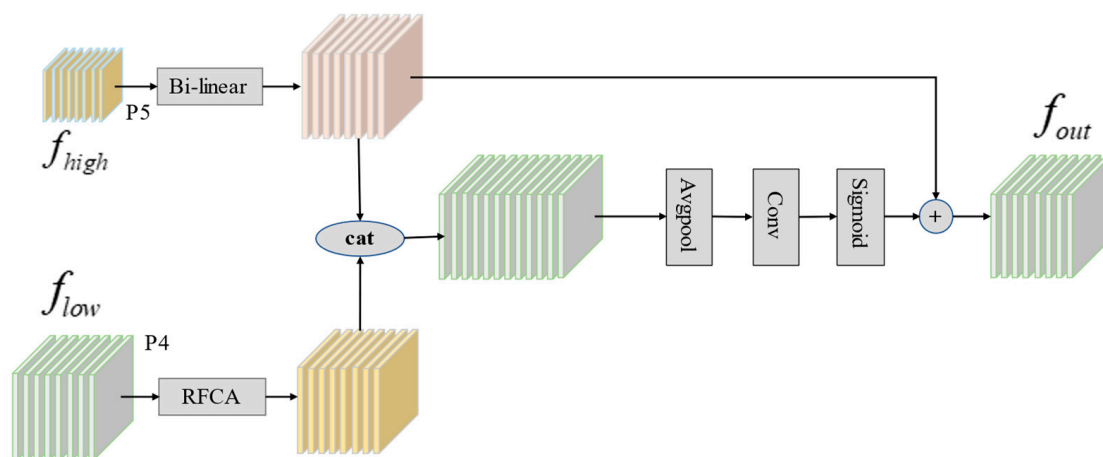 Bi-linear
P5
f_high
f_out
Avgpool
Conv
Sigmoid
cat
+
f_low
P4
RFCA